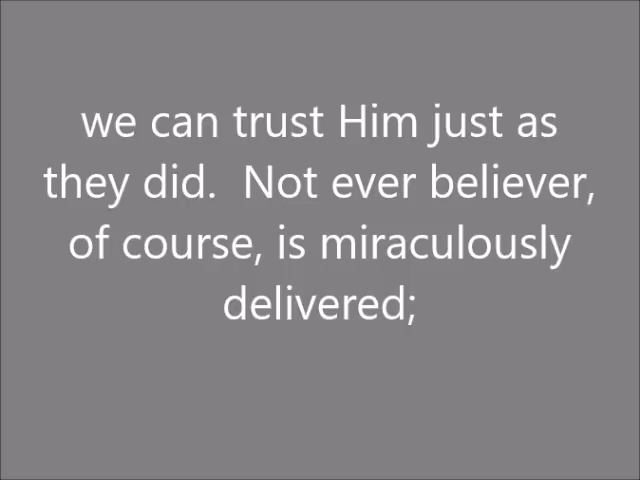 we can trust Him just as
they did.  Not ever believer,
of course, is miraculously
delivered;